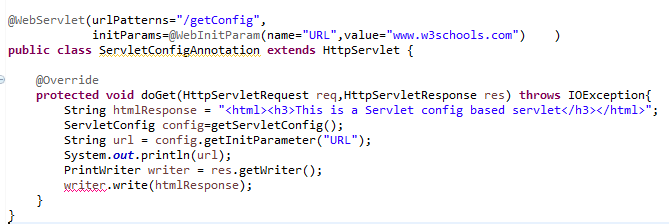 @WebServlet(urlPatterns="/getConfig",
initParams=@WebInitParam(name="URL",value="www.w3schools.com") )
public class ServletConfigAnnotation extends HttpServlet {
@Override
protected void doGet(HttpServletRequest req,HttpServletResponse res) throws IOException{
String htmlResponse = "<html><h3>This is a Servlet config based servlet</h3></html>";
ServletConfig config=getServletConfig();
String url = config.getInitParameter("URL");
System.out.println(url);
PrintWriter writer = res.getWriter();
writer.write(htmlResponse);
}
}